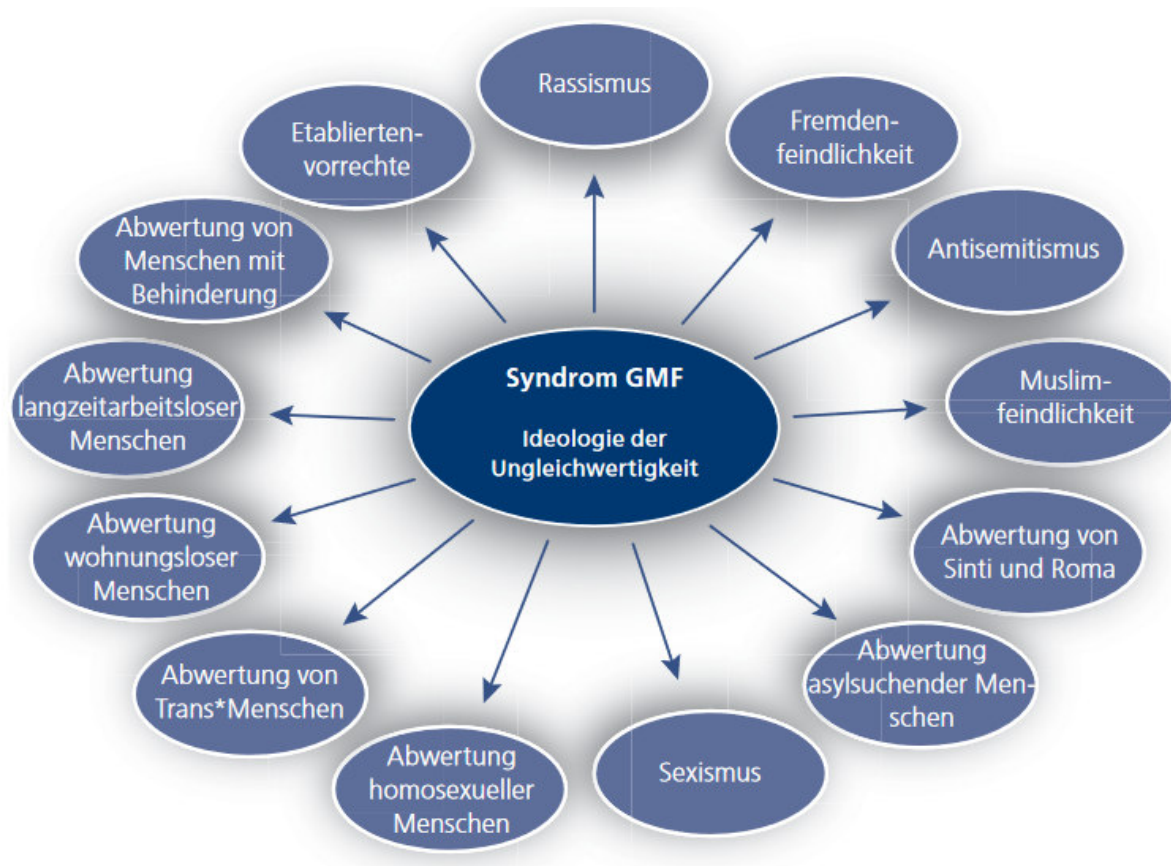 Rassismus
Fremden-
feindlichkeit
Antisemitismus
Muslim-
feindlichkeit
Abwertung von
Sinti und Roma
Abwertung
asylsuchender Men-
schen
Sexismus
Abwertung
homosexueller
Menschen
Abwertung von
Trans*Menschen
Abwertung
wohnungsloser
Menschen
Abwertung
langzeitarbeitsloser
Menschen
Abwertung von
Menschen mit
Behinderung
Etablierten-
vorrechte
Syndrom GMF
Ideologie der
Ungleichwertigkeit